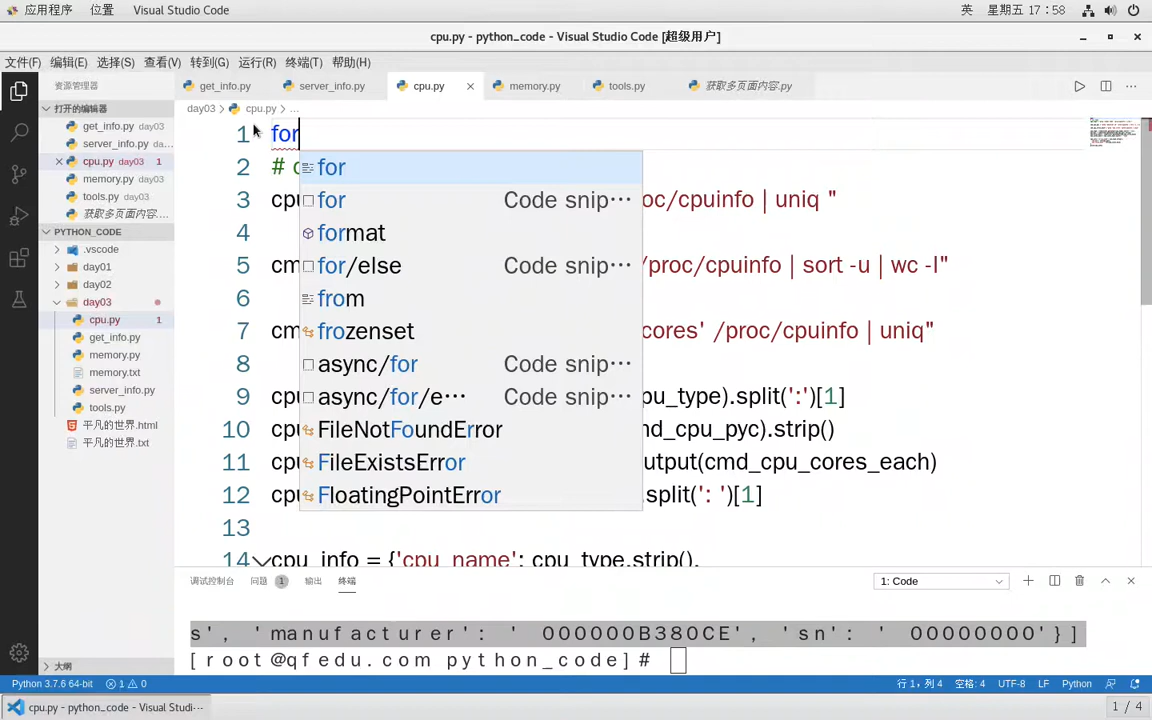 应用程序 位置 Visual Studio Code 英 星期五 17:58
cpu.py - python_code - Visual Studio Code [超级用户]
文件(F) 编辑(E) 选择(S) 查看(V) 转到(G) 运行(R) 终端(T) 帮助(H)
资源管理器
打开的编辑器
get_info.py day03
server_info.py da...
cpu.py day03 1
memory.py day03
tools.py day03
获取多页面内容....
PYTHON_CODE
.vscode
day01
day02
day03
cpu.py 1
get_info.py
memory.py
memory.txt
server_info.py
tools.py
平凡的世界.html
平凡的世界.txt
大纲
get_info.py server_info.py cpu.py memory.py tools.py 获取多页面内容.py
day03 cpu.py ...
1 for
2 # c
3 cpu oc/cpuinfo | uniq "
4
5 cm /proc/cpuinfo | sort -u | wc -l"
6
7 cm cores' /proc/cpuinfo | uniq"
8
9 cpu pu_type).split(':')[1]
10 cpu nd_cpu_pyc).strip()
11 cpu utput(cmd_cpu_cores_each)
12 cpu .split(': ')[1]
13
14 cpu_info = {'cpu_name': cpu_type.strip(),
for
for Code snip···
format
for/else Code snip···
from
frozenset
async/for Code snip···
async/for/e··· Code snip···
FileNotFoundError
FileExistsError
FloatingPointError
调试控制台 问题 1 输出 终端 1: Code
s', 'manufacturer': ' 000000B380CE', 'sn': ' 00000000'}]
[root@qfedu.com python_code]#
Python 3.7.6 64-bit 1 0 行 1, 列 4 空格: 4 UTF-8 LF Python
cpu.py - python_code - Visual Studi··· 1 / 4